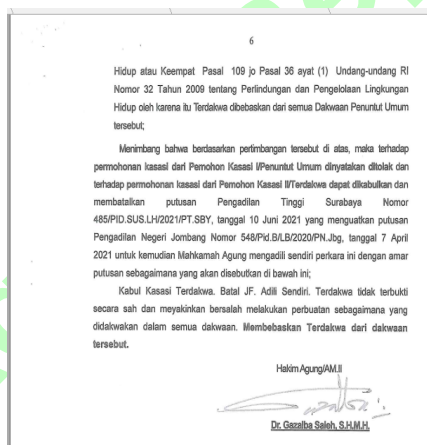 6
Hidup atau Keempat Pasal 109 jo Pasal 36 ayat (1) Undang-undang RI
Nomor 32 Tahun 2009 tentang Perlindungan dan Pengelolaan Lingkungan
Hidup oleh karena itu Terdakwa dibebaskan dari semua Dakwaan Penuntut Umum
tersebut;
Menimbang bahwa berdasarkan pertimbangan tersebut di atas, maka terhadap
permohonan kasasi dari Pemohon Kasasi I/Penuntut Umum dinyatakan ditolak dan
terhadap permohonan kasasi dari Pemohon Kasasi II/Terdakwa dapat dikabulkan dan
membatalkan putusan Pengadilan Tinggi Surabaya Nomor
485/PID.SUS.LH/2021/PT.SBY, tanggal 10 Juni 2021 yang menguatkan putusan
Pengadilan Negeri Jombang Nomor 548/Pid.B/LB/2020/PN.Jbg, tanggal 7 April
2021 untuk kemudian Mahkamah Agung mengadili sendiri perkara ini dengan amar
putusan sebagaimana yang akan disebutkan di bawah ini;
Kabul Kasasi Terdakwa. Batal JF. Adili Sendiri. Terdakwa tidak terbukti
secara sah dan meyakinkan bersalah melakukan perbuatan sebagaimana yang
didakwakan dalam semua dakwaan. Membebaskan Terdakwa dari dakwaan
tersebut.
Hakim Agung/AM.II
Dr. Gazalba Saleh, S.H.M.H.